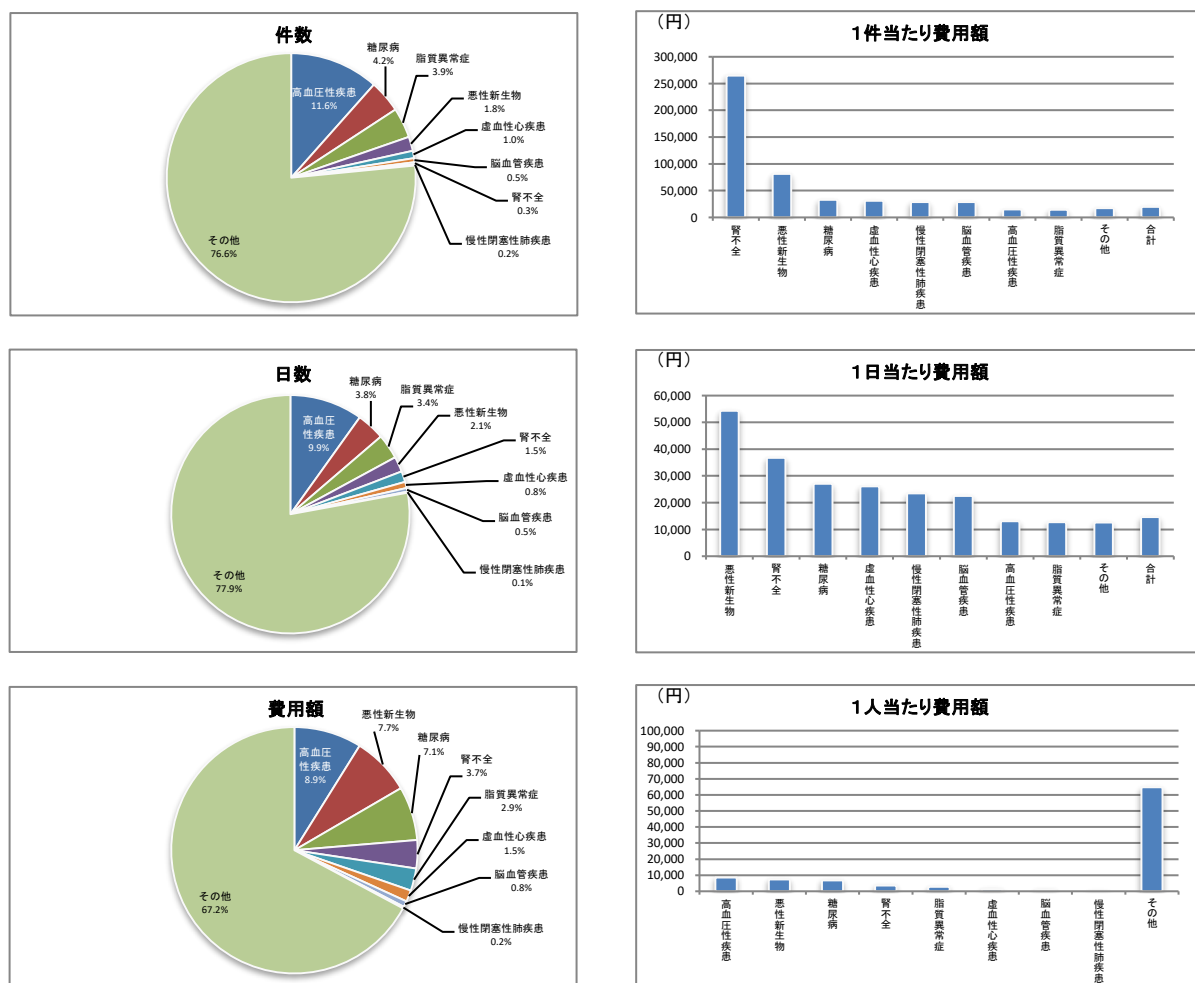 件数
高血圧性疾患
11.6%
糖尿病
4.2%
脂質異常症
3.9%
悪性新生物
1.8%
虚血性心疾患
1.0%
脳血管疾患
0.5%
腎不全
0.3%
慢性閉塞性肺疾患
0.2%
その他
76.6%
（円）
1件当たり費用額
300,000
250,000
200,000
150,000
100,000
50,000
0
腎不全
悪性新生物
糖尿病
虚血性心疾患
慢性閉塞性肺疾患
脳血管疾患
高血圧性疾患
脂質異常症
その他
合計
日数
高血圧
性疾患
9.9%
糖尿病
3.8%
脂質異常症
3.4%
悪性新生物
2.1%
腎不全
1.5%
虚血性心疾患
0.8%
脳血管疾患
0.5%
慢性閉塞性肺疾患
0.1%
その他
77.9%
（円）
1日当たり費用額
60,000
50,000
40,000
30,000
20,000
10,000
0
悪性新生物
腎不全
糖尿病
虚血性心疾患
慢性閉塞性肺疾患
脳血管疾患
高血圧性疾患
脂質異常症
その他
合計
費用額
高血圧
性疾患
8.9%
悪性新生物
7.7%
糖尿病
7.1%
腎不全
3.7%
脂質異常症
2.9%
虚血性心疾患
1.5%
脳血管疾患
0.8%
慢性閉塞性肺疾患
0.2%
その他
67.2%
（円）
1人当たり費用額
100,000
90,000
80,000
70,000
60,000
50,000
40,000
30,000
20,000
10,000
0
高血圧性疾患
悪性新生物
糖尿病
腎不全
脂質異常症
虚血性心疾患
脳血管疾患
慢性閉塞性肺疾患
その他